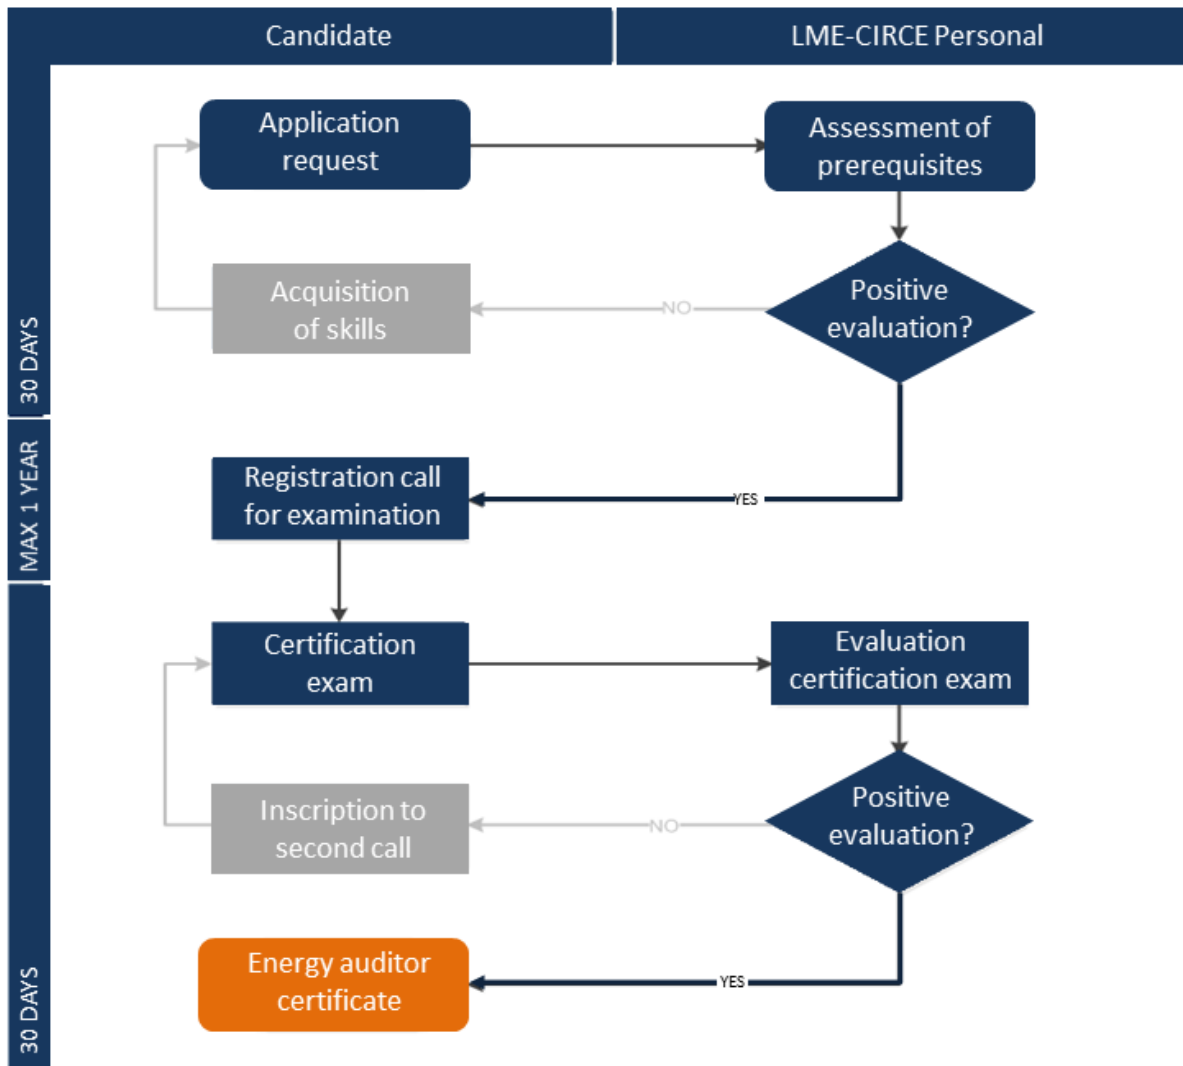 Candidate
LME-CIRCE Personal
Application
request
Assessment of
prerequisites
Acquisition
of skills
NO
Positive
evaluation?
30 DAYS
Registration call
for examination
YES
MAX 1 YEAR
Certification
exam
Evaluation
certification exam
Inscription to
second call
NO
Positive
evaluation?
Energy auditor
certificate
YES
30 DAYS